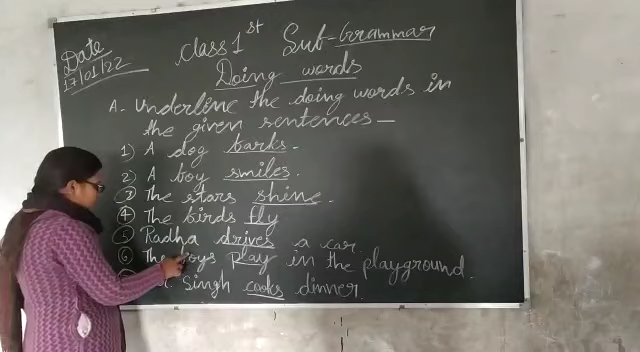 Date
17/01/22
Class 1st Sub-Grammar
Doing words
A. Underline the doing words in
the given sentences—
1) A dog barks.
2) A boy smiles.
3) The stars shine.
4) The birds fly
5) Radha drives a car.
6) The boys play in the playground.
Singh cooks dinner.